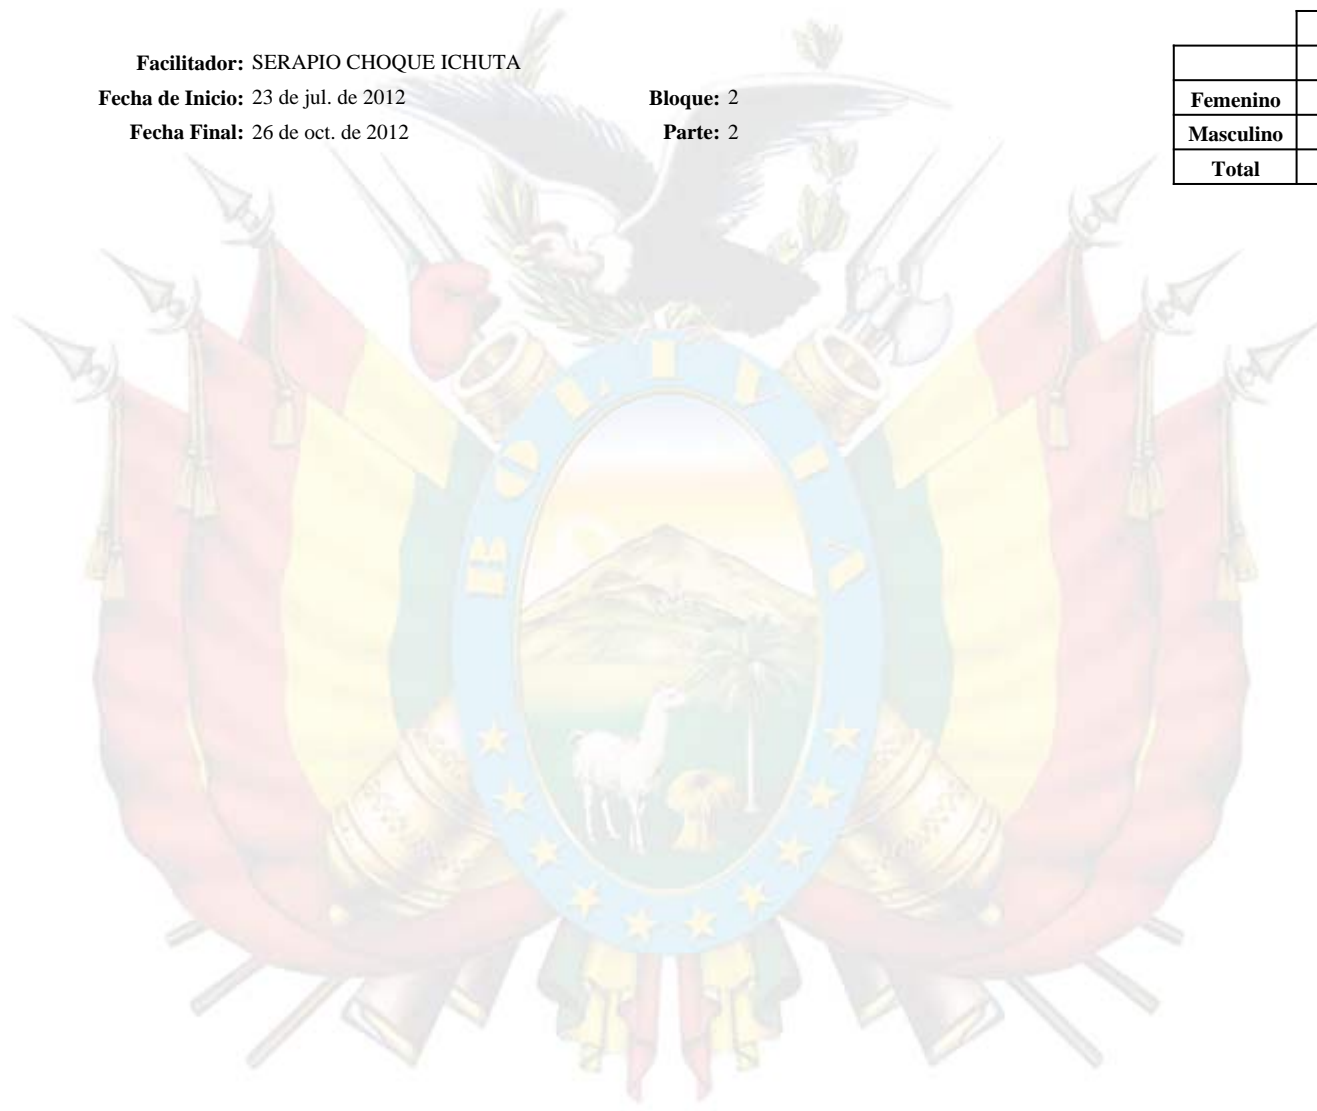 Facilitador: SERAPIO CHOQUE ICHUTA
Fecha de Inicio: 23 de jul. de 2012 Bloque: 2
Fecha Final: 26 de oct. de 2012 Parte: 2
Femenino
Masculino
Total
BOLIVIA